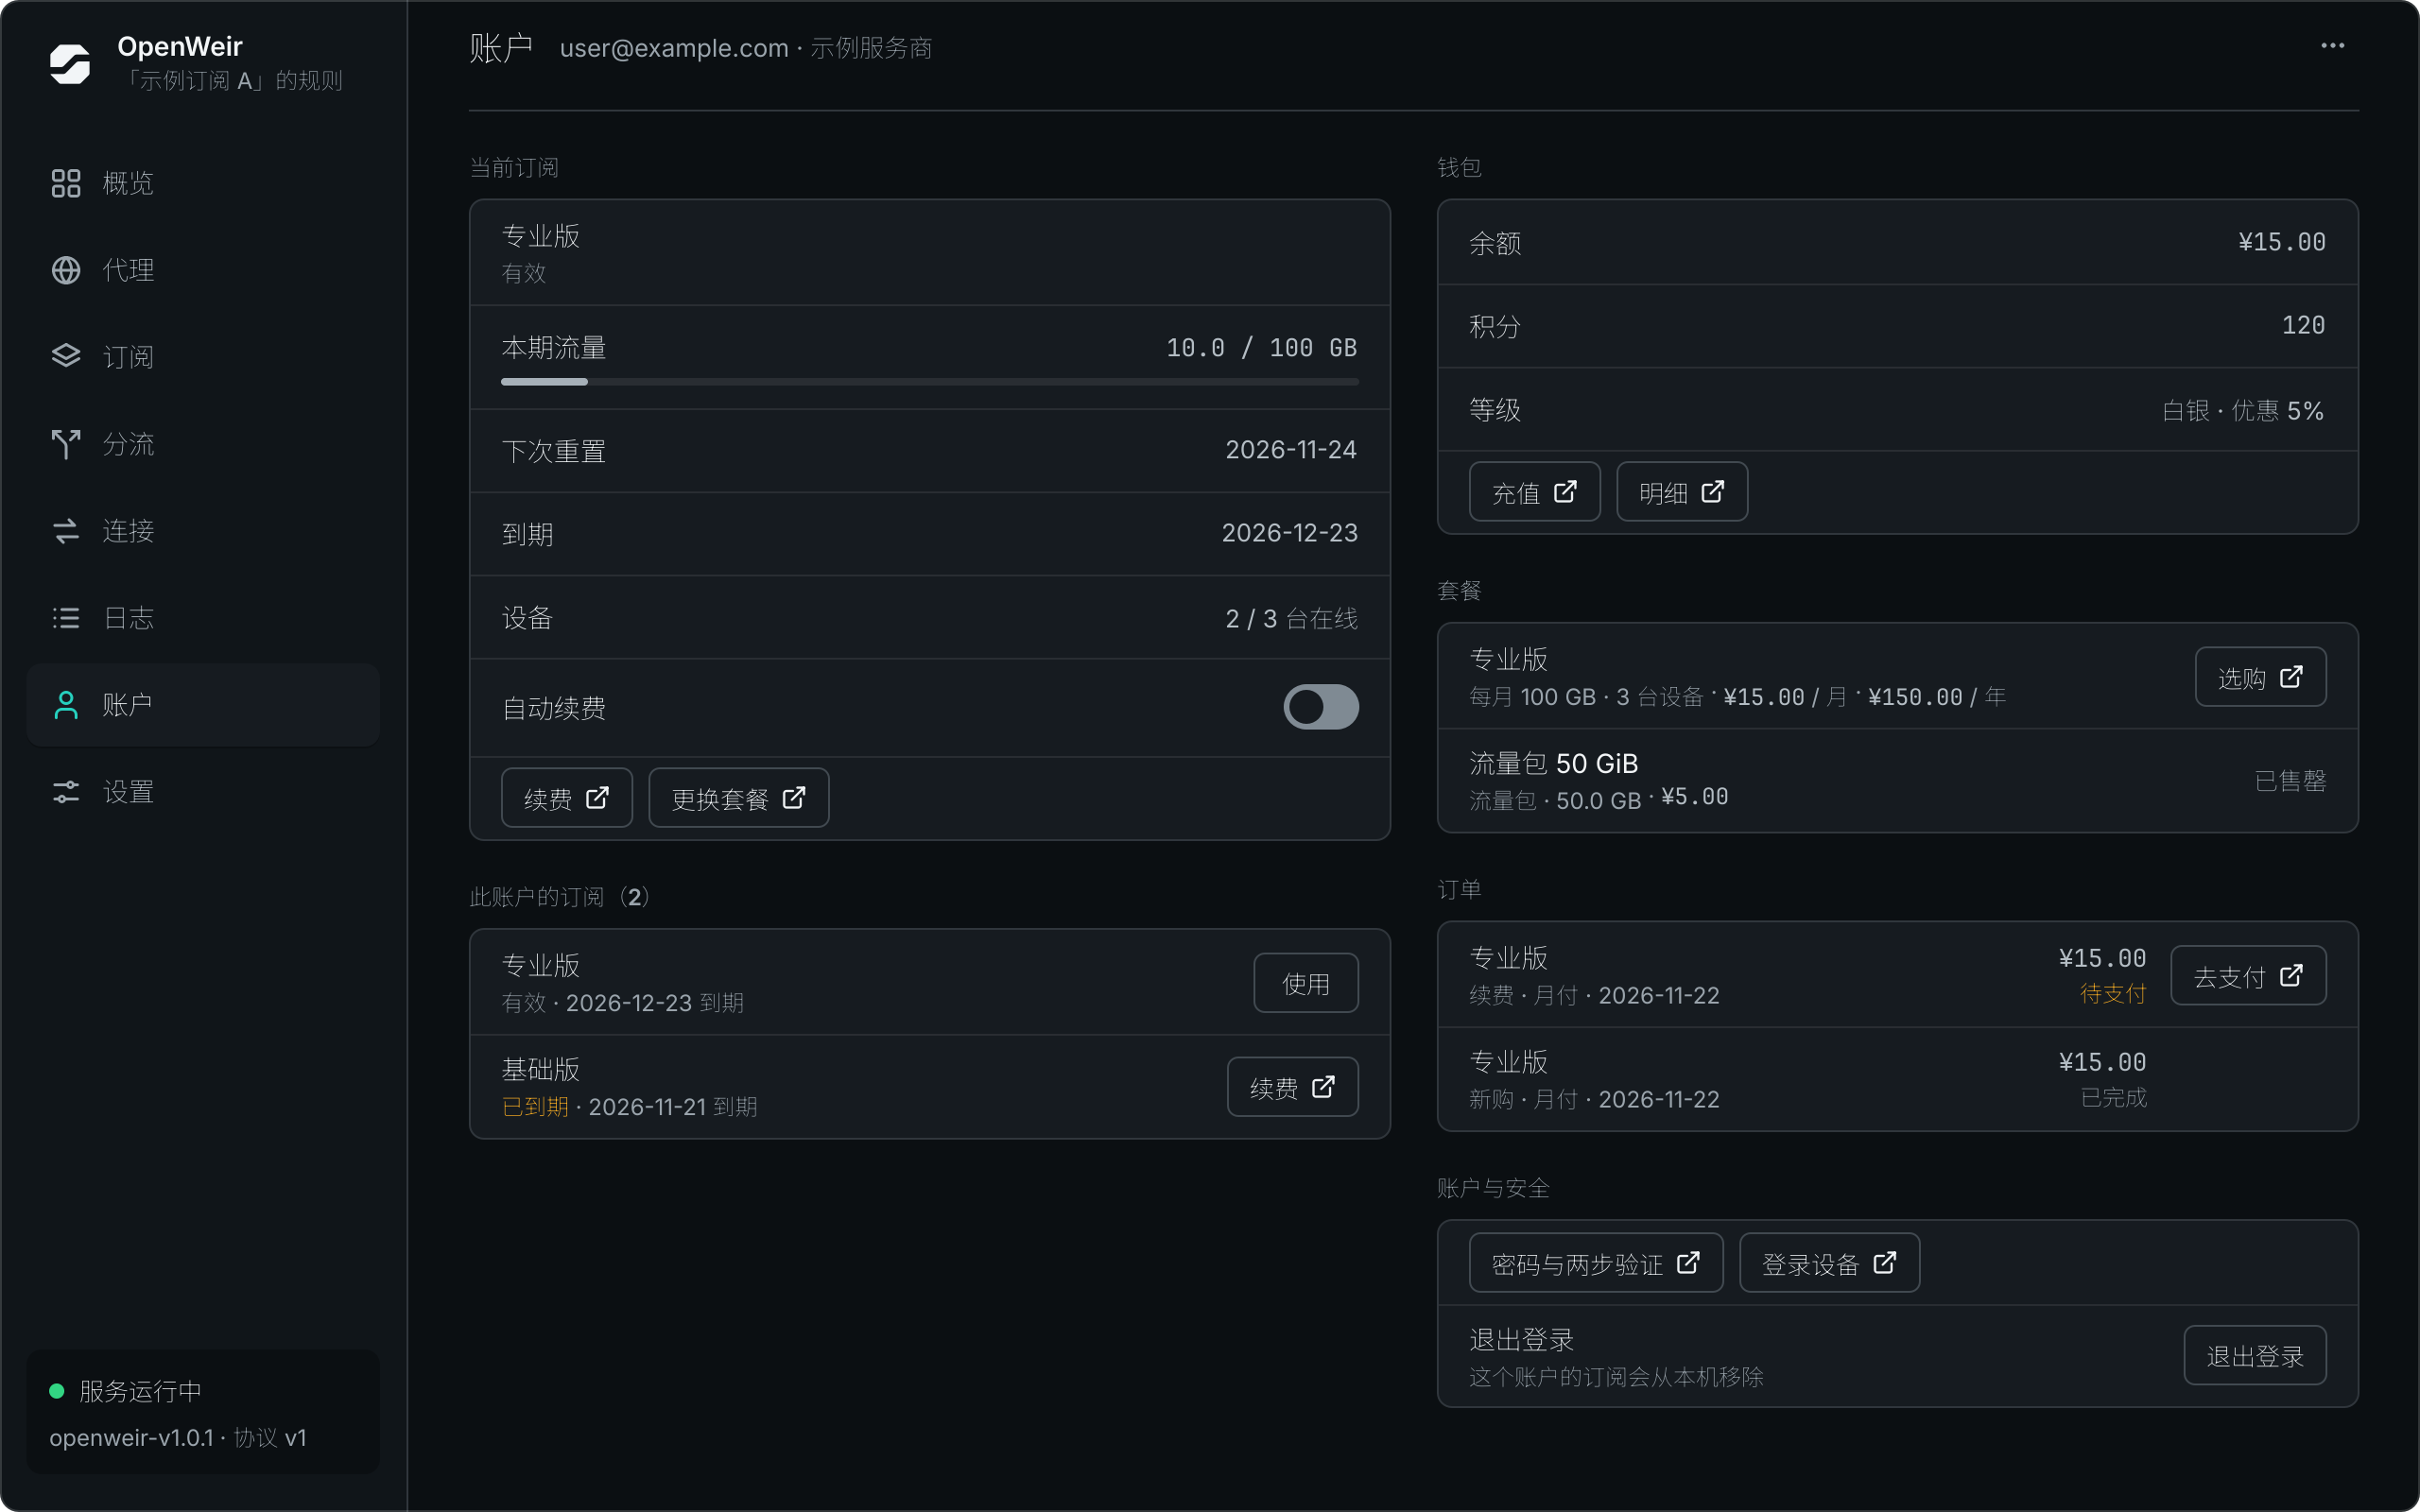 OpenWeir
「示例订阅 A」的规则
概览
代理
订阅
分流
连接
日志
账户
设置
服务运行中
openweir-v1.0.1 · 协议 v1
账户 user@example.com · 示例服务商
当前订阅
专业版
有效
本期流量 10.0 / 100 GB
下次重置 2026-11-24
到期 2026-12-23
设备 2 / 3 台在线
自动续费
续费 更换套餐
此账户的订阅（2）
专业版
有效 · 2026-12-23 到期
使用
基础版
已到期 · 2026-11-21 到期
续费
钱包
余额 ¥15.00
积分 120
等级 白银 · 优惠 5%
充值 明细
套餐
专业版
每月 100 GB · 3 台设备 · ¥15.00 / 月 · ¥150.00 / 年
选购
流量包 50 GiB
流量包 · 50.0 GB · ¥5.00
已售罄
订单
专业版 ¥15.00
续费 · 月付 · 2026-11-22 待支付
去支付
专业版 ¥15.00
新购 · 月付 · 2026-11-22 已完成
账户与安全
密码与两步验证 登录设备
退出登录
这个账户的订阅会从本机移除
退出登录